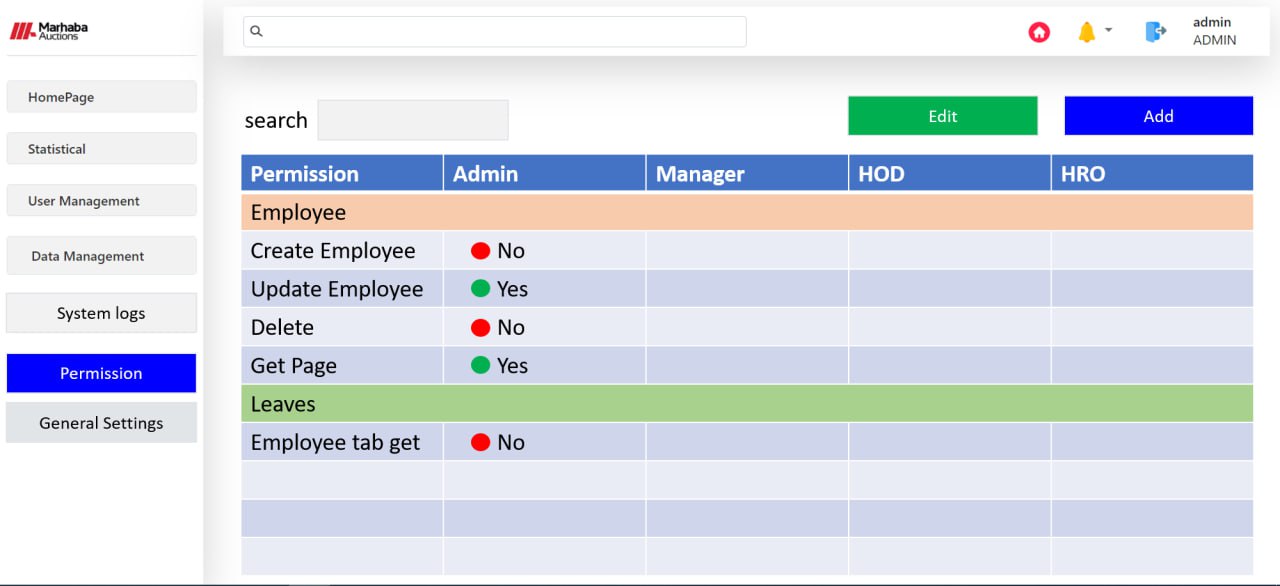 Marhaba
Auctions
admin
ADMIN
HomePage
Statistical
User Management
Data Management
System logs
Permission
General Settings
search
Edit
Add
Permission Admin Manager HOD HRO
Employee
Create Employee No
Update Employee Yes
Delete No
Get Page Yes
Leaves
Employee tab get No